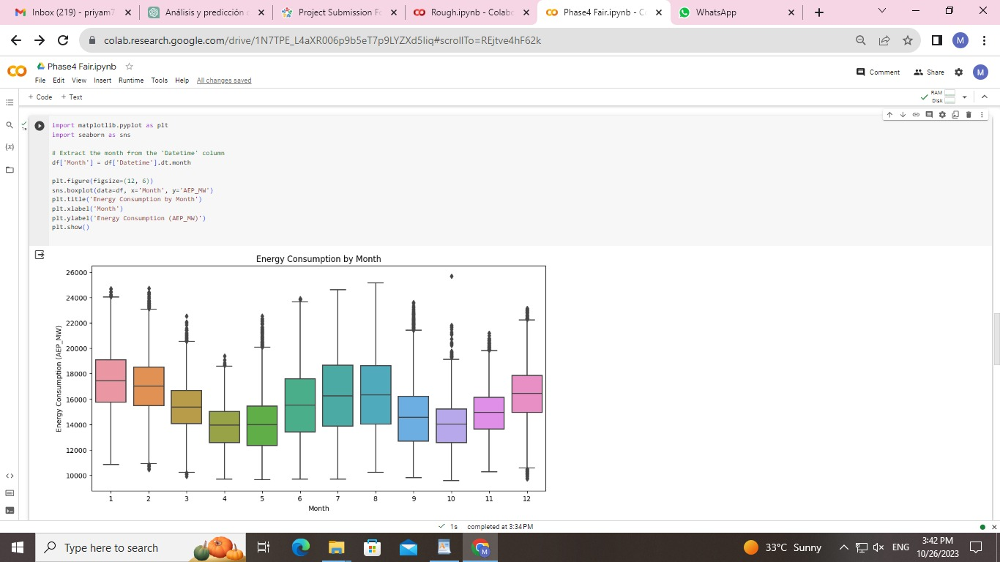 Inbox (219) - priyam7
Análisis y predicción
Project Submission Fo
Rough.ipynb - Colabo
Phase4 Fair.ipynb - C
WhatsApp
colab.research.google.com/drive/1N7TPE_L4aXR006p9b5eT7p9LYZXd5liq#scrollTo=REjtve4hF62k
M
Phase4 Fair.ipynb
File Edit View Insert Runtime Tools Help All changes saved
Comment Share M
+ Code + Text
RAM
Disk
1s
import matplotlib.pyplot as plt
import seaborn as sns
# Extract the month from the 'Datetime' column
df['Month'] = df['Datetime'].dt.month
plt.figure(figsize=(12, 6))
sns.boxplot(data=df, x='Month', y='AEP_MW')
plt.title('Energy Consumption by Month')
plt.xlabel('Month')
plt.ylabel('Energy Consumption (AEP_MW)')
plt.show()
Energy Consumption by Month
26000
24000
22000
20000
18000
16000
14000
12000
10000
Energy Consumption (AEP_MW)
1 2 3 4 5 6 7 8 9 10 11 12
Month
1s completed at 3:34 PM
Type here to search
33°C Sunny
ENG
3:42 PM
10/26/2023